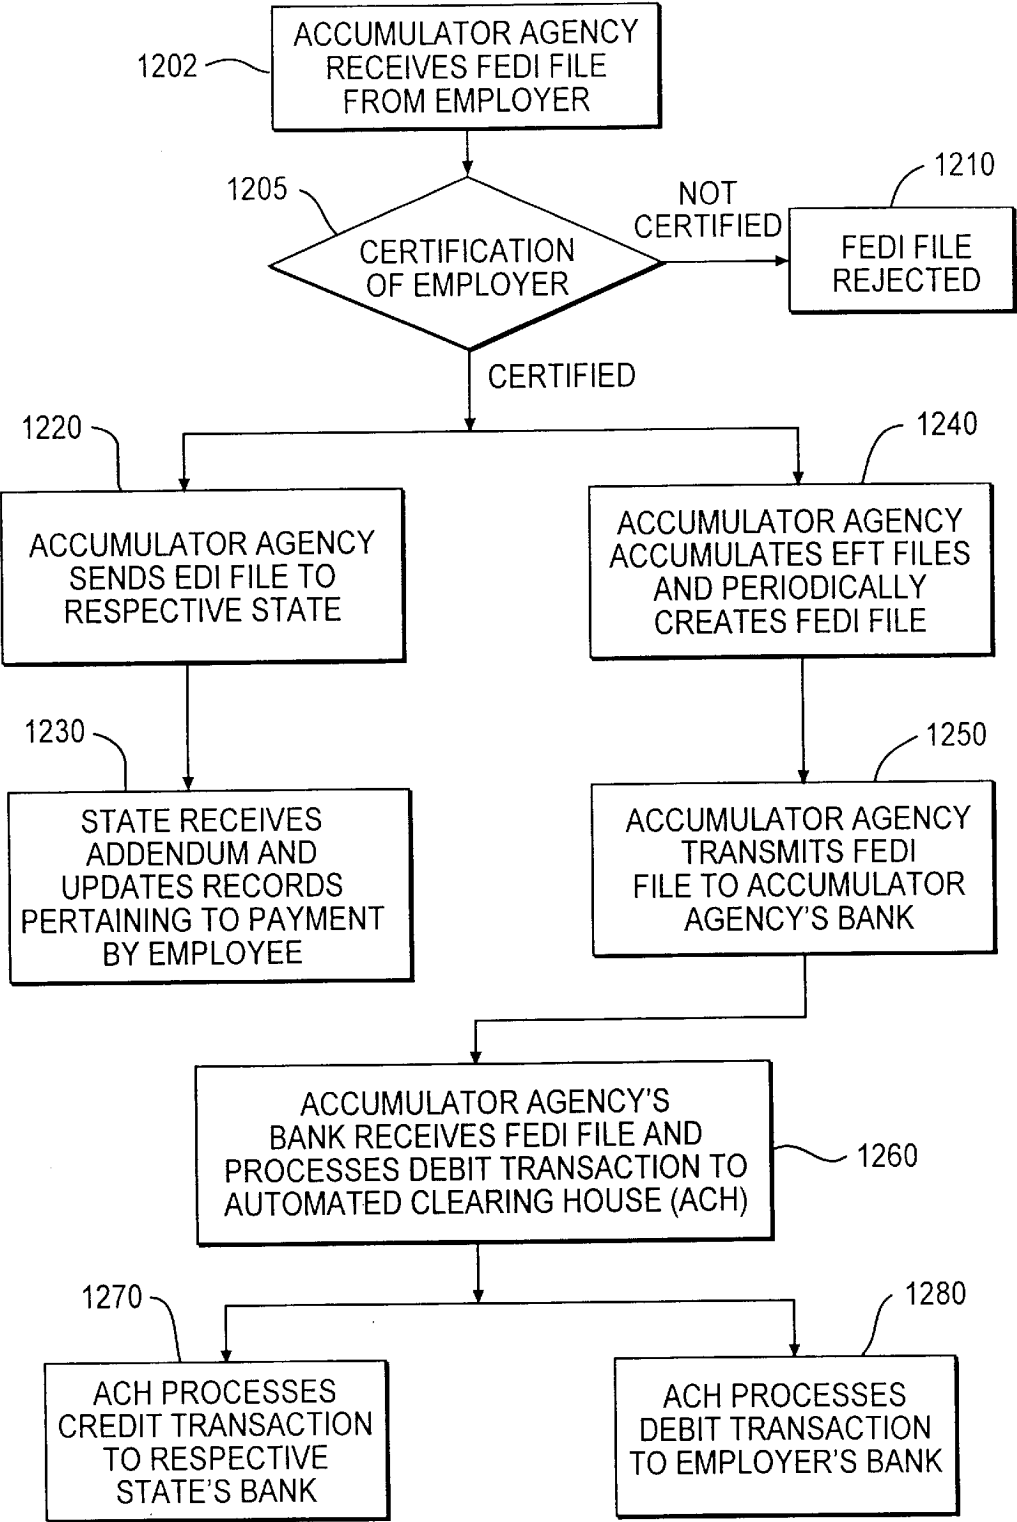 ACCUMULATOR AGENCY
RECEIVES FEDI FILE
FROM EMPLOYER
1202
1205
CERTIFICATION
OF EMPLOYER
NOT
CERTIFIED
1210
FEDI FILE
REJECTED
CERTIFIED
1220
ACCUMULATOR AGENCY
SENDS EDI FILE TO
RESPECTIVE STATE
1240
ACCUMULATOR AGENCY
ACCUMULATES EFT FILES
AND PERIODICALLY
CREATES FEDI FILE
1230
STATE RECEIVES
ADDENDUM AND
UPDATES RECORDS
PERTAINING TO PAYMENT
BY EMPLOYEE
1250
ACCUMULATOR AGENCY
TRANSMITS FEDI
FILE TO ACCUMULATOR
AGENCY'S BANK
ACCUMULATOR AGENCY'S
BANK RECEIVES FEDI FILE AND
PROCESSES DEBIT TRANSACTION TO
AUTOMATED CLEARING HOUSE (ACH)
1260
1270
ACH PROCESSES
CREDIT TRANSACTION
TO RESPECTIVE
STATE'S BANK
1280
ACH PROCESSES
DEBIT TRANSACTION
TO EMPLOYER'S BANK